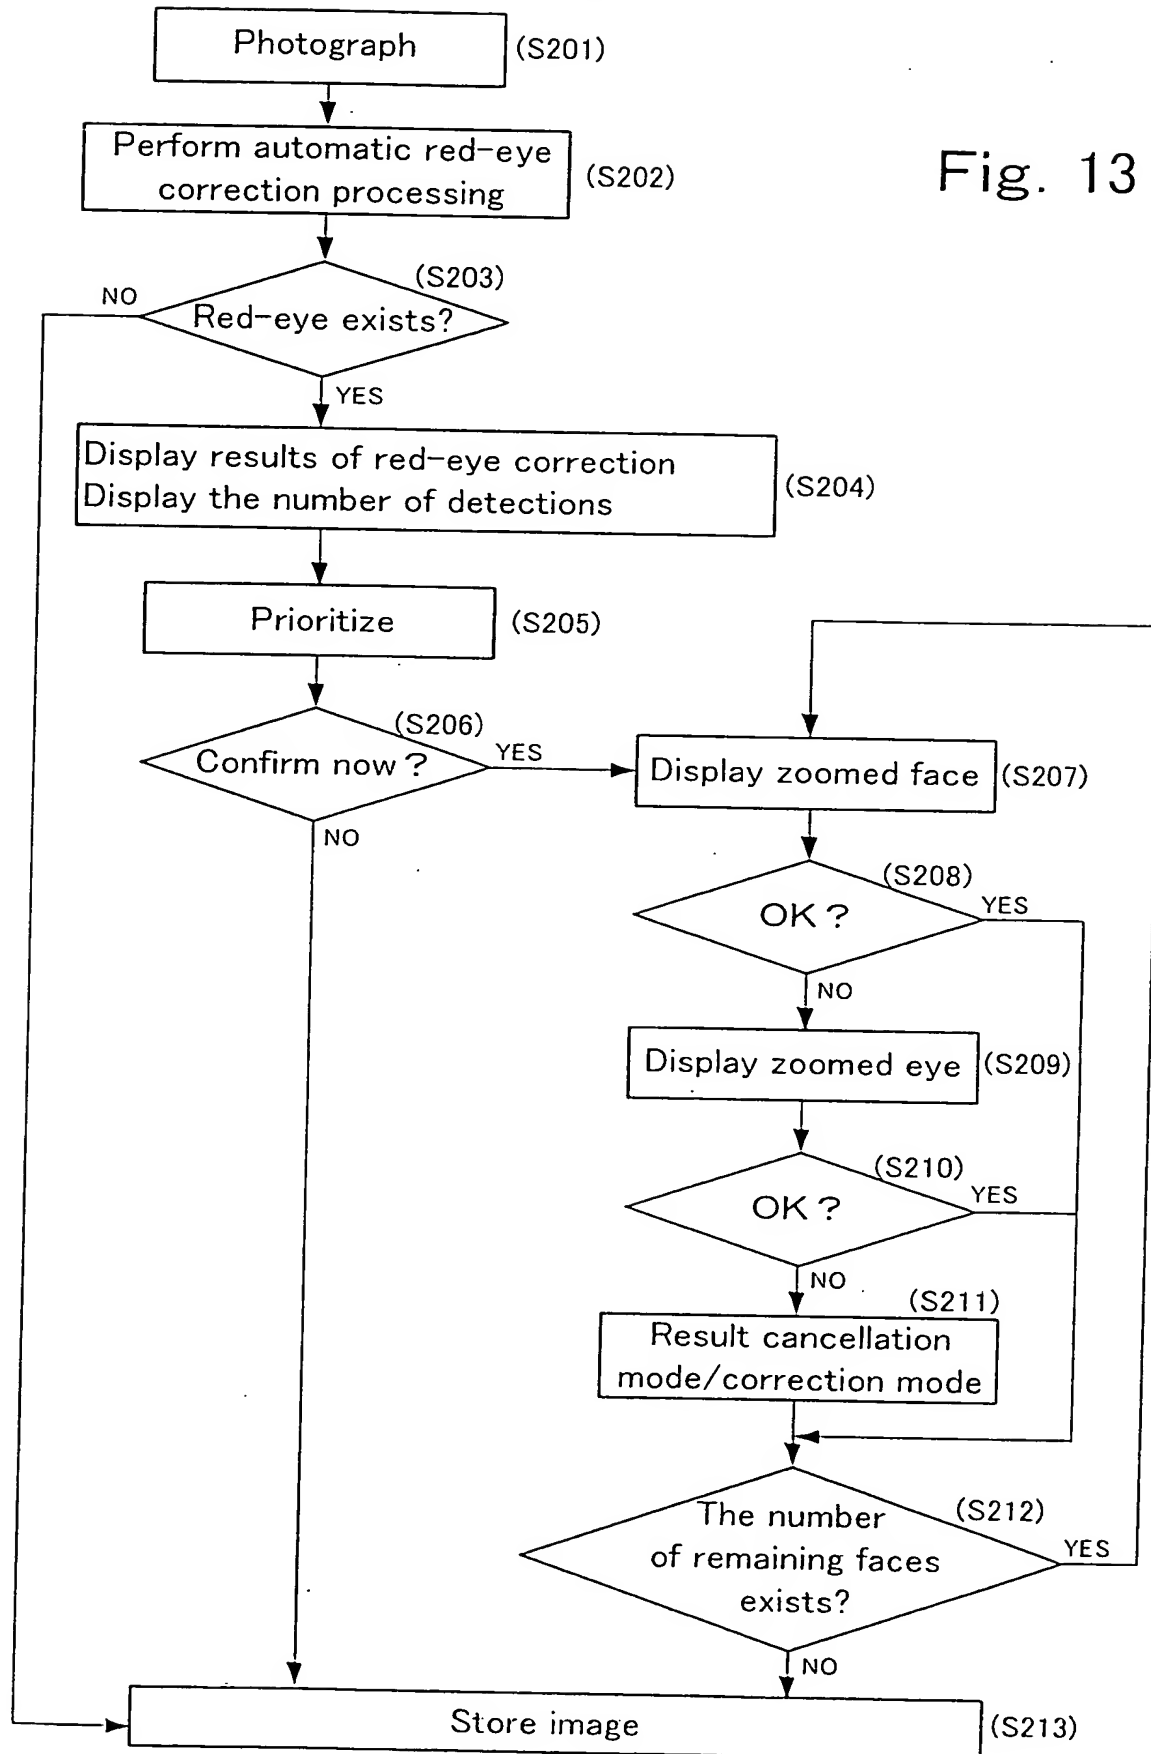 Photograph
(S201)
Perform automatic red-eye
correction processing
(S202)
Fig. 13
(S203)
NO
Red-eye exists?
YES
Display results of red-eye correction
Display the number of detections
(S204)
Prioritize
(S205)
(S206)
Confirm now?
YES
NO
Display zoomed face
(S207)
(S208)
OK?
YES
NO
Display zoomed eye
(S209)
(S210)
OK?
YES
NO
(S211)
Result cancellation
mode/correction mode
(S212)
The number
of remaining faces
exists?
YES
NO
Store image
(S213)